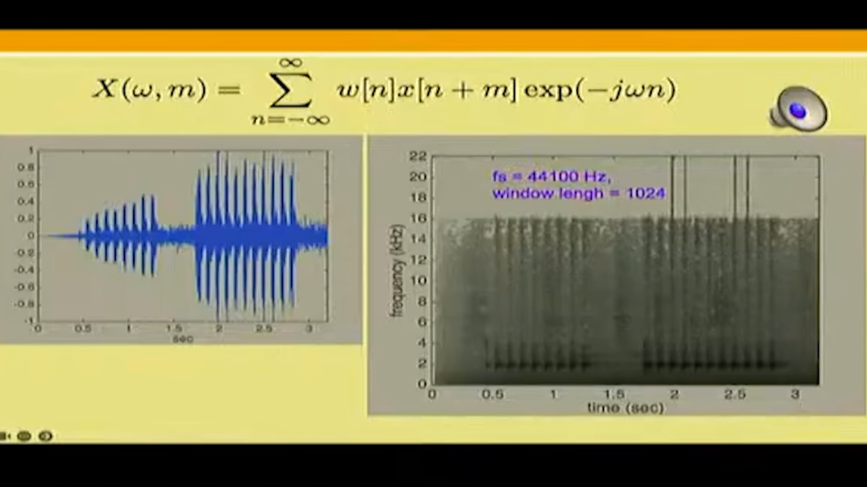 X(ω, m) = ∑_{n=−∞}^{∞} w[n]x[n + m] exp(−jωn)
1
0.8
0.6
0.4
0.2
0
-0.2
-0.4
-0.6
-0.8
-1
0 0.5 1 1.5 2 2.5 3
sec
fs = 44100 Hz,
window lengh = 1024
frequency (kHz)
22
20
18
16
14
12
10
8
6
4
2
0
0 0.5 1 1.5 2 2.5 3
time (sec)